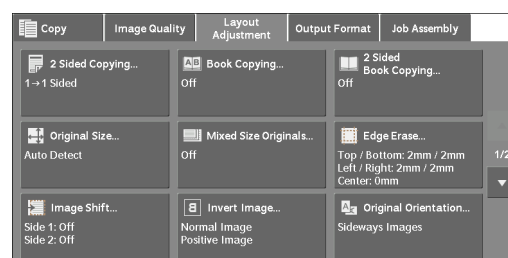 Copy
Image Quality
Layout
Adjustment
Output Format
Job Assembly
2 Sided Copying...
1→1 Sided
Book Copying...
Off
2 Sided
Book Copying...
Off
Original Size...
Auto Detect
Mixed Size Originals...
Off
Edge Erase...
Top / Bottom: 2mm / 2mm
Left / Right: 2mm / 2mm
Center: 0mm
1/2
Image Shift...
Side 1: Off
Side 2: Off
Invert Image...
Normal Image
Positive Image
Original Orientation...
Sideways Images